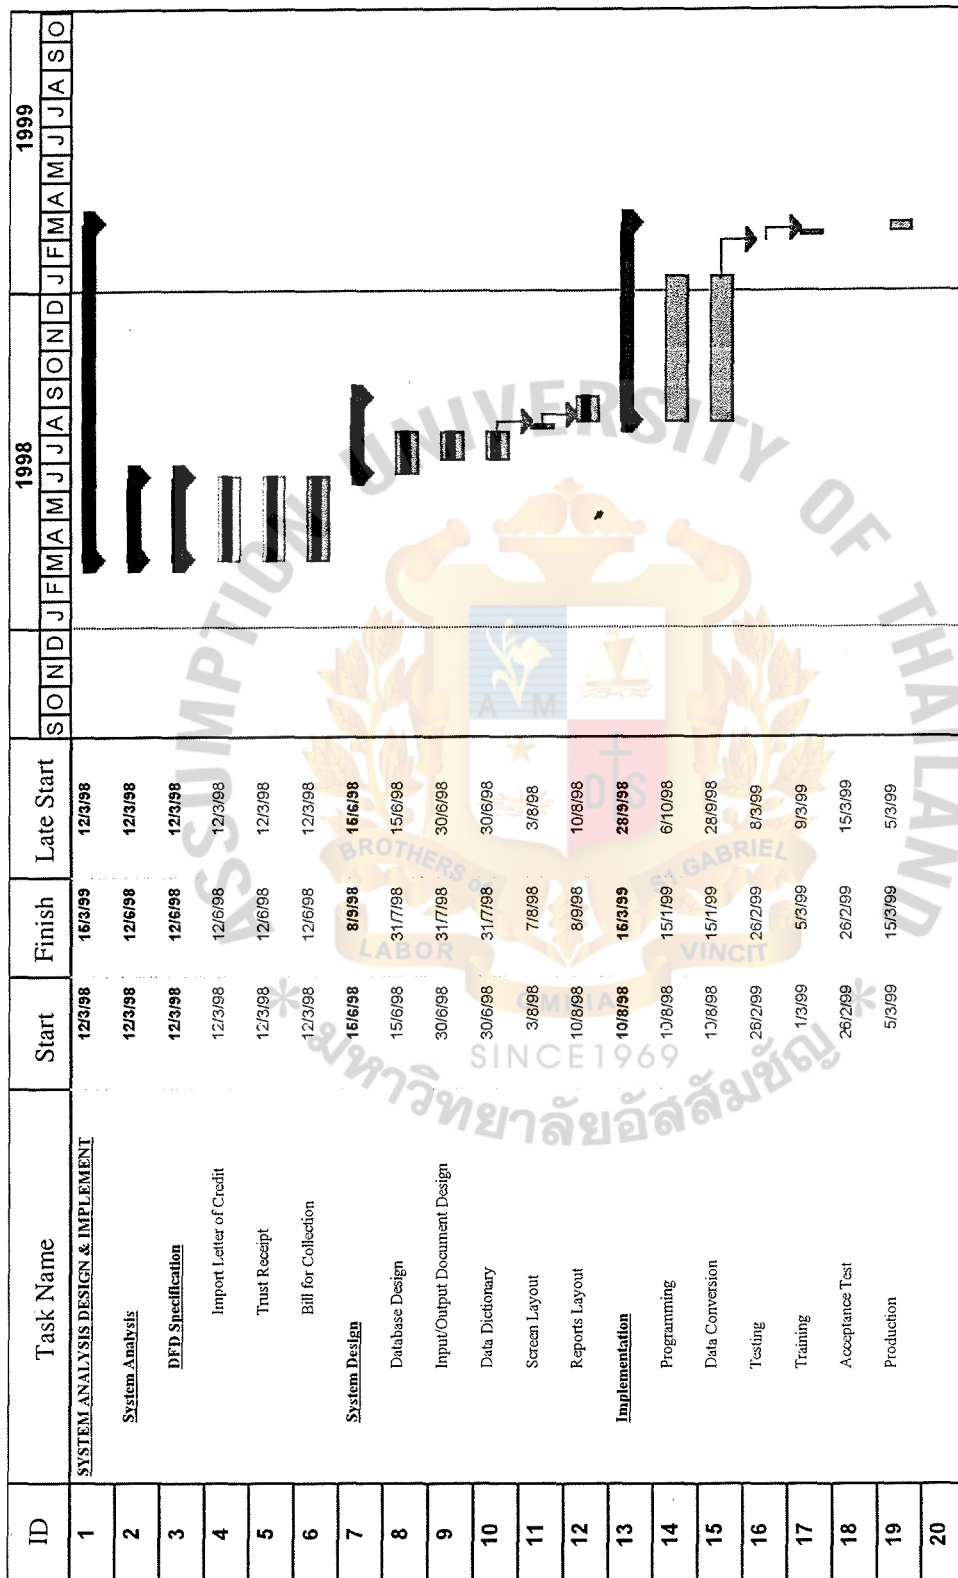 ID Task Name Start Finish Late Start 1998 1999
S O N D J F M A M J J A S O N D J F M A M J J A S O
1 SYSTEM ANALYSIS DESIGN & IMPLEMENT 12/3/98 16/3/99 12/3/98
2 System Analysis 12/3/98 12/6/98 12/3/98
3 DFD Specification 12/3/98 12/6/98 12/3/98
4 Import Letter of Credit 12/3/98 12/6/98 12/3/98
5 Trust Receipt 12/3/98 12/6/98 12/3/98
6 Bill for Collection 12/3/98 12/6/98 12/3/98
7 System Design 15/6/98 8/9/98 15/6/98
8 Database Design 15/6/98 31/7/98 15/6/98
9 Input/Output Document Design 30/6/98 31/7/98 30/6/98
10 Data Dictionary 30/6/98 31/7/98 30/6/98
11 Screen Layout 3/8/98 7/8/98 3/8/98
12 Reports Layout 10/8/98 8/9/98 10/8/98
13 Implementation 10/8/98 16/3/99 28/9/98
14 Programming 10/8/98 15/1/99 6/10/98
15 Data Conversion 10/8/98 15/1/99 28/9/98
16 Testing 26/2/99 26/2/99 8/3/99
17 Training 1/3/99 5/3/99 9/3/99
18 Acceptance Test 26/2/99 26/2/99 15/3/99
19 Production 5/3/99 15/3/99 5/3/99
20
ASSUMPTION UNIVERSITY OF THAILAND
A M
D S
BROTHERS of ST GABRIEL
LABOR
OMNIA
VINCIT
SINCE1969
* มหาวิทยาลัยอัสสัมชัญ *